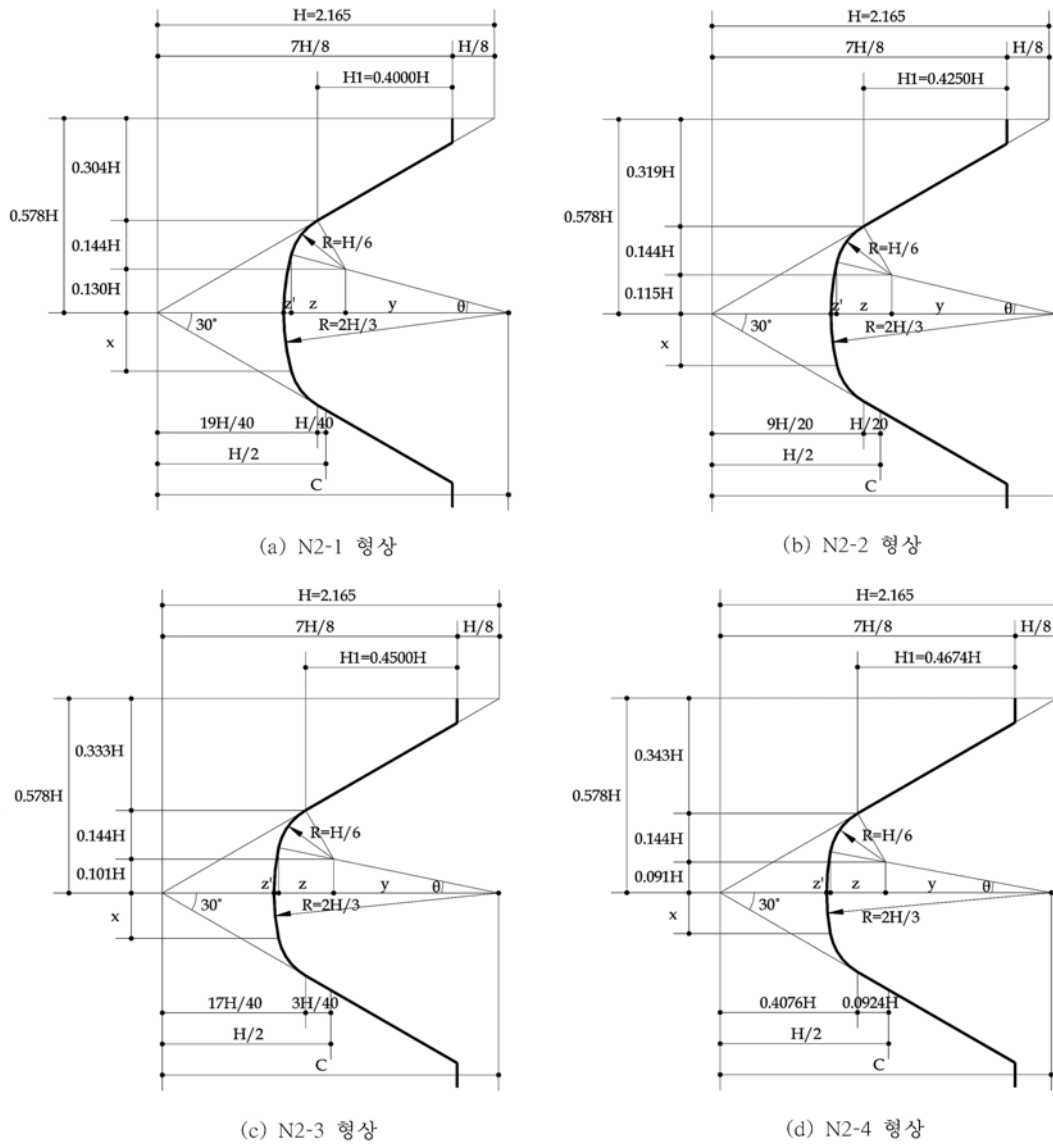 H=2.165
7H/8
H/8
H1=0.4000H
0.304H
0.578H
0.144H
0.130H
R=H/6
z'
z
y
θ
30°
R=2H/3
x
19H/40
H/40
H/2
C
(a) N2-1 형상
H=2.165
7H/8
H/8
H1=0.4250H
0.319H
0.578H
0.144H
0.115H
R=H/6
z'
z
y
θ
30°
R=2H/3
x
9H/20
H/20
H/2
C
(b) N2-2 형상
H=2.165
7H/8
H/8
H1=0.4500H
0.333H
0.578H
0.144H
0.101H
R=H/6
z'
z
y
θ
30°
R=2H/3
x
17H/40
3H/40
H/2
C
(c) N2-3 형상
H=2.165
7H/8
H/8
H1=0.4674H
0.343H
0.578H
0.144H
0.091H
R=H/6
z'
z
y
θ
30°
R=2H/3
x
0.4076H
0.0924H
H/2
C
(d) N2-4 형상